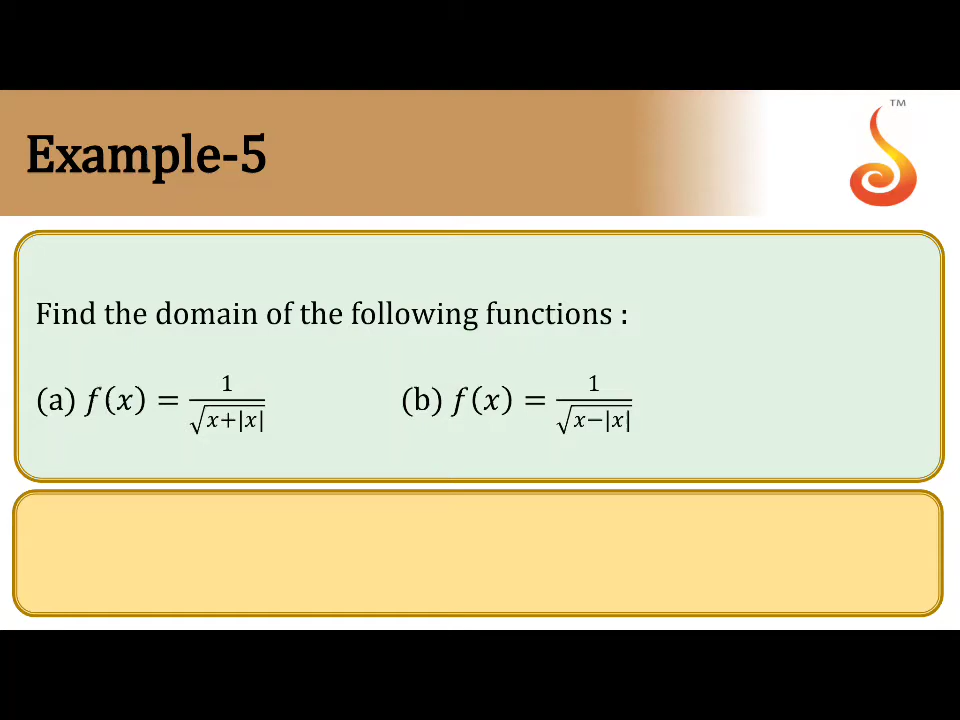 Example-5
TM
Find the domain of the following functions :
(a) f(x) = 1/√(x+|x|) (b) f(x) = 1/√(x−|x|)